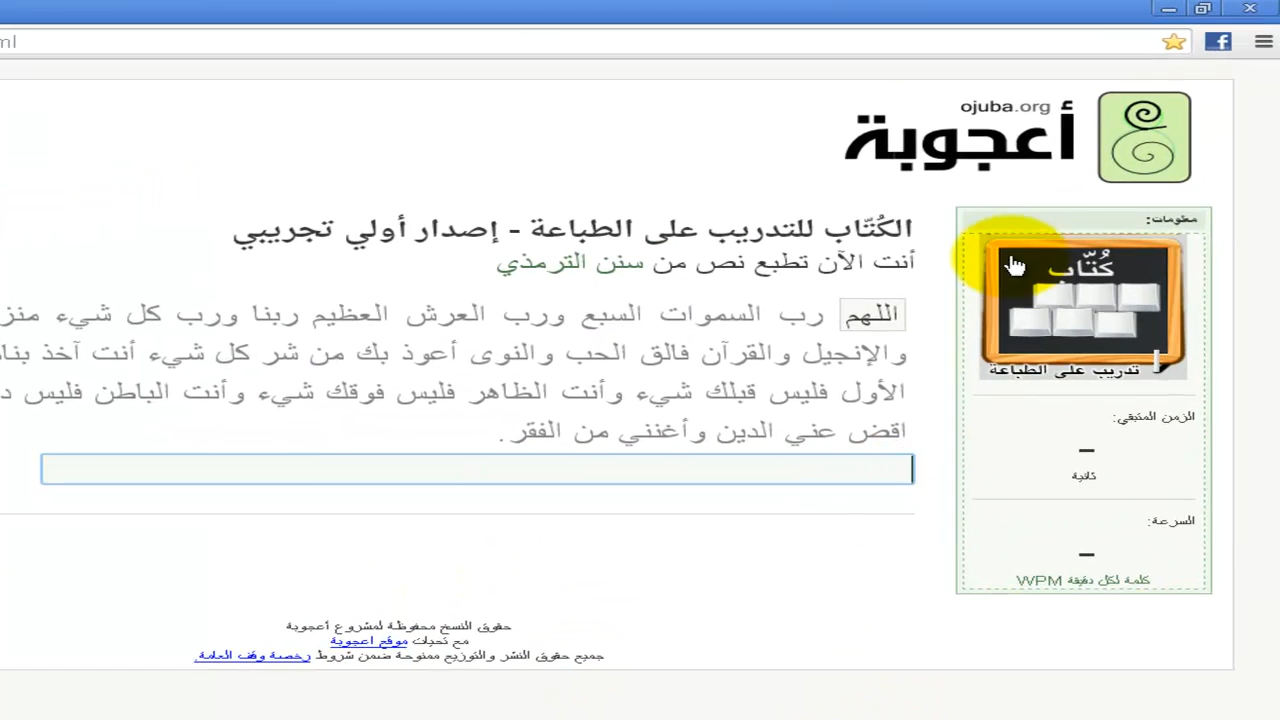 ml
ojuba.org
أعجوبة
معلومات:
كُتّاب
تدريب على الطباعة
الزمن المتبقي:
–
ثانية
السرعة:
–
كلمة لكل دقيقة WPM
الكُتّاب للتدريب على الطباعة - إصدار أولي تجريبي
أنت الآن تطبع نص من سنن الترمذي
اللهم رب السموات السبع ورب العرش العظيم ربنا ورب كل شيء منز
والإنجيل والقرآن فالق الحب والنوى أعوذ بك من شر كل شيء أنت آخذ بنا
الأول فليس قبلك شيء وأنت الظاهر فليس فوقك شيء وأنت الباطن فليس د
اقض عني الدين وأغنني من الفقر.
حقوق النسخ محفوظة لمشروع أعجوبة
مع تحيات موقع اعجوبة
جميع حقوق النشر والتوزيع ممنوحة ضمن شروط رخصة وقف العامة.